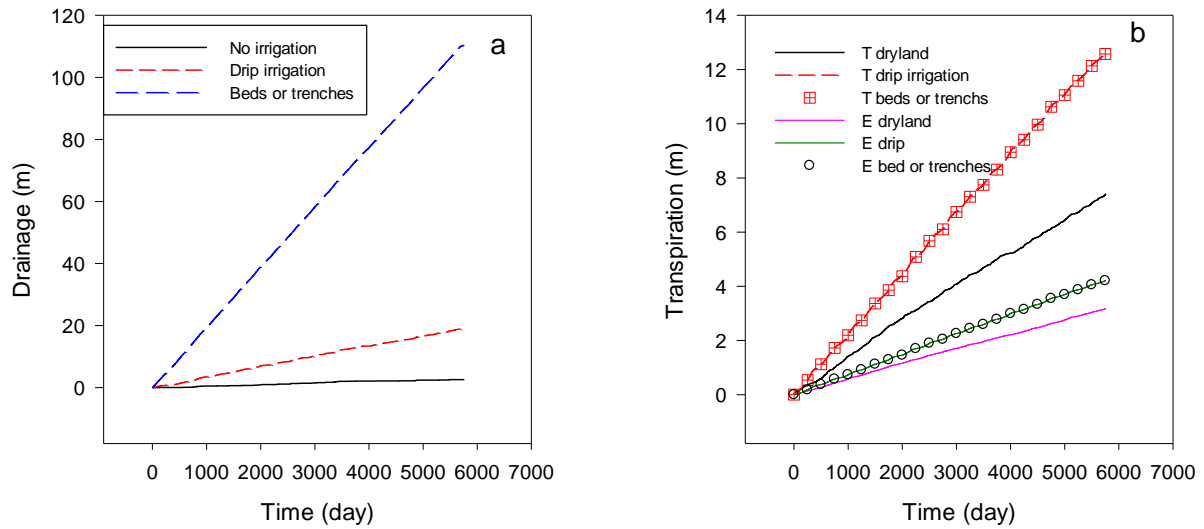 a
No irrigation
Drip irrigation
Beds or trenches
120
100
80
60
40
20
0
Drainage (m)
0 1000 2000 3000 4000 5000 6000 7000
Time (day)
b
T dryland
T drip irrigation
T beds or trenchs
E dryland
E drip
E bed or trenches
14
12
10
8
6
4
2
0
Transpiration (m)
0 1000 2000 3000 4000 5000 6000 7000
Time (day)